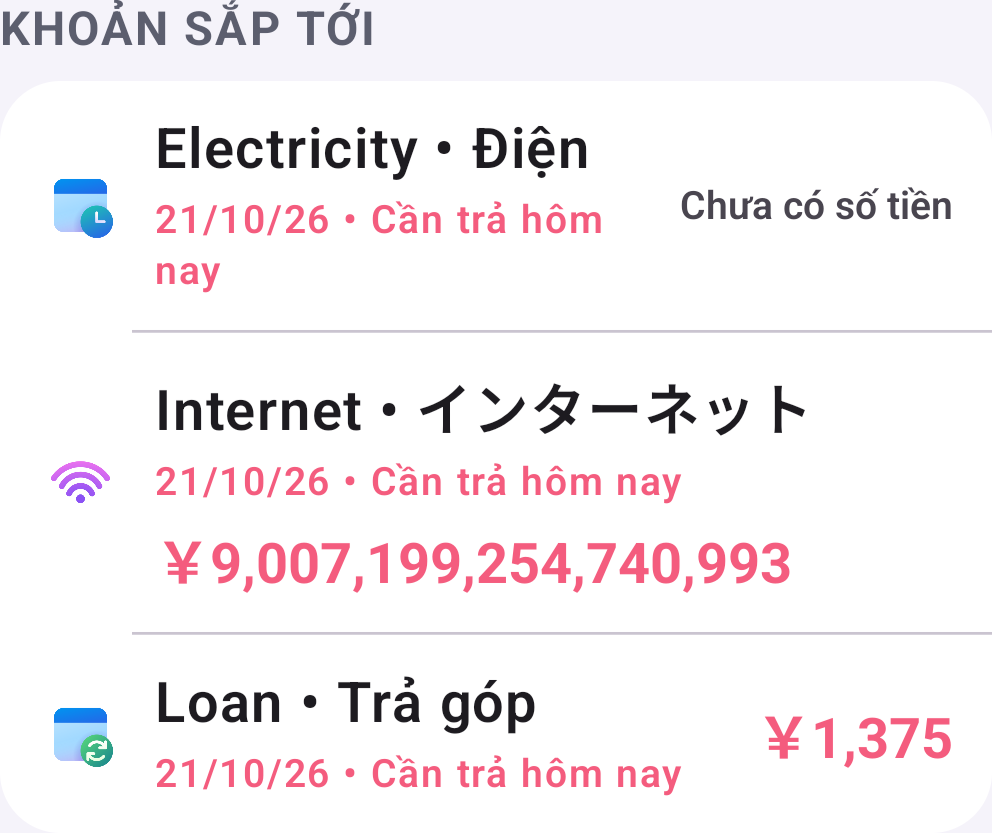 KHOẢN SẮP TỚI
Electricity • Điện
21/10/26 • Cần trả hôm
nay
Chưa có số tiền
Internet • インターネット
21/10/26 • Cần trả hôm nay
￥9,007,199,254,740,993
Loan • Trả góp
21/10/26 • Cần trả hôm nay
￥1,375